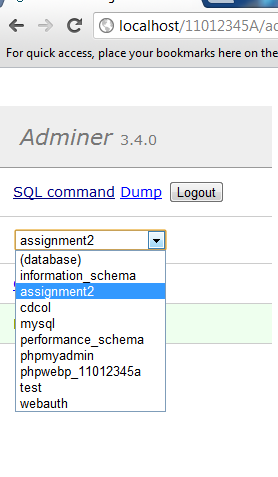 localhost/11012345A/ac
For quick access, place your bookmarks here on the
Adminer 3.4.0
SQL command Dump Logout
assignment2
(database)
information_schema
assignment2
cdcol
mysql
performance_schema
phpmyadmin
phpwebp_11012345a
test
webauth